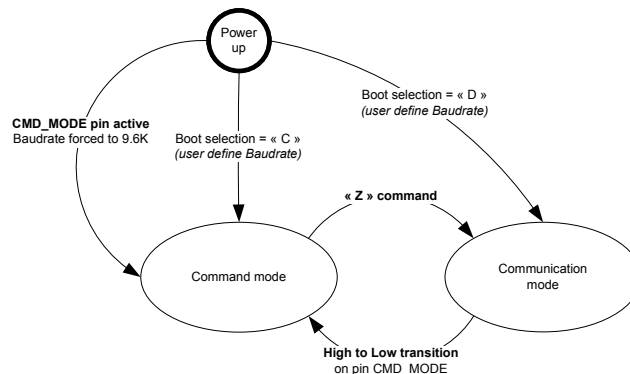 Power
up
Boot selection = « D »
(user define Baudrate)
CMD_MODE pin active
Baudrate forced to 9.6K
Boot selection = « C »
(user define Baudrate)
« Z » command
Command mode
Communication
mode
High to Low transition
on pin CMD_MODE